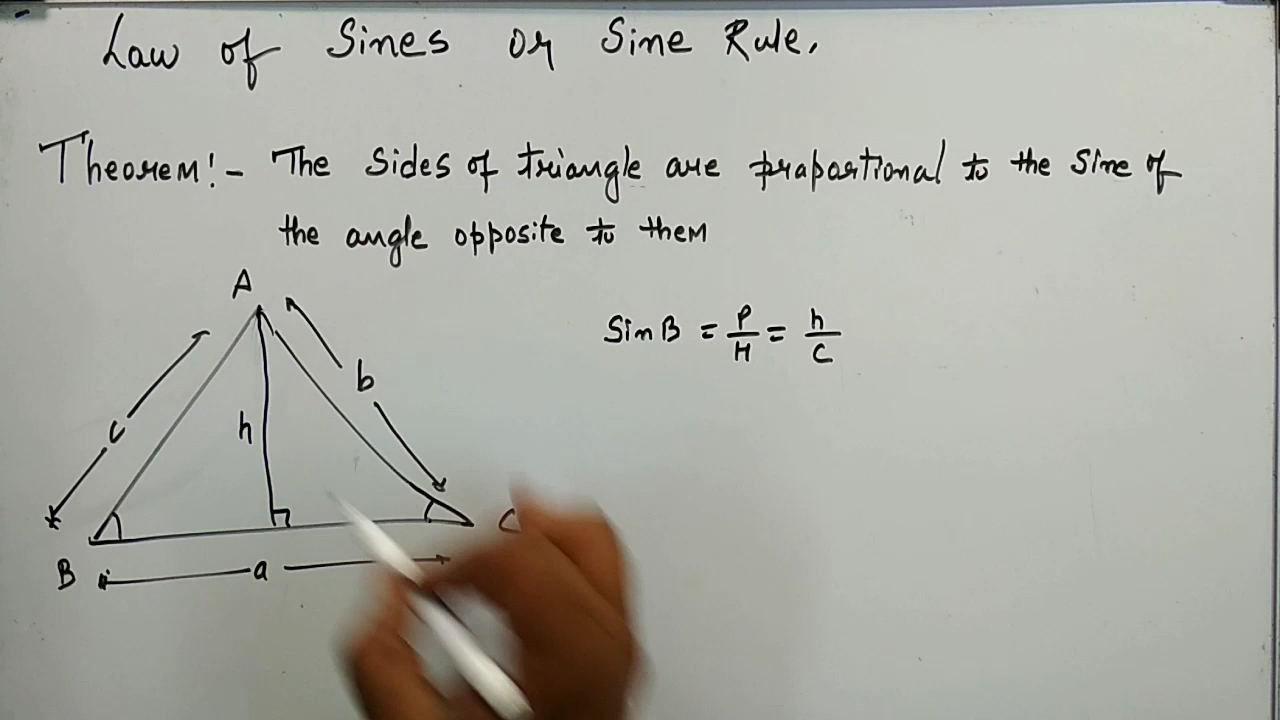 Law of Sines or Sine Rule.
Theorem:- The Sides of triangle are prapartional to the Sine of
the angle opposite to them
A
Sin B = P/H = h/C
b
c
h
C
a
B